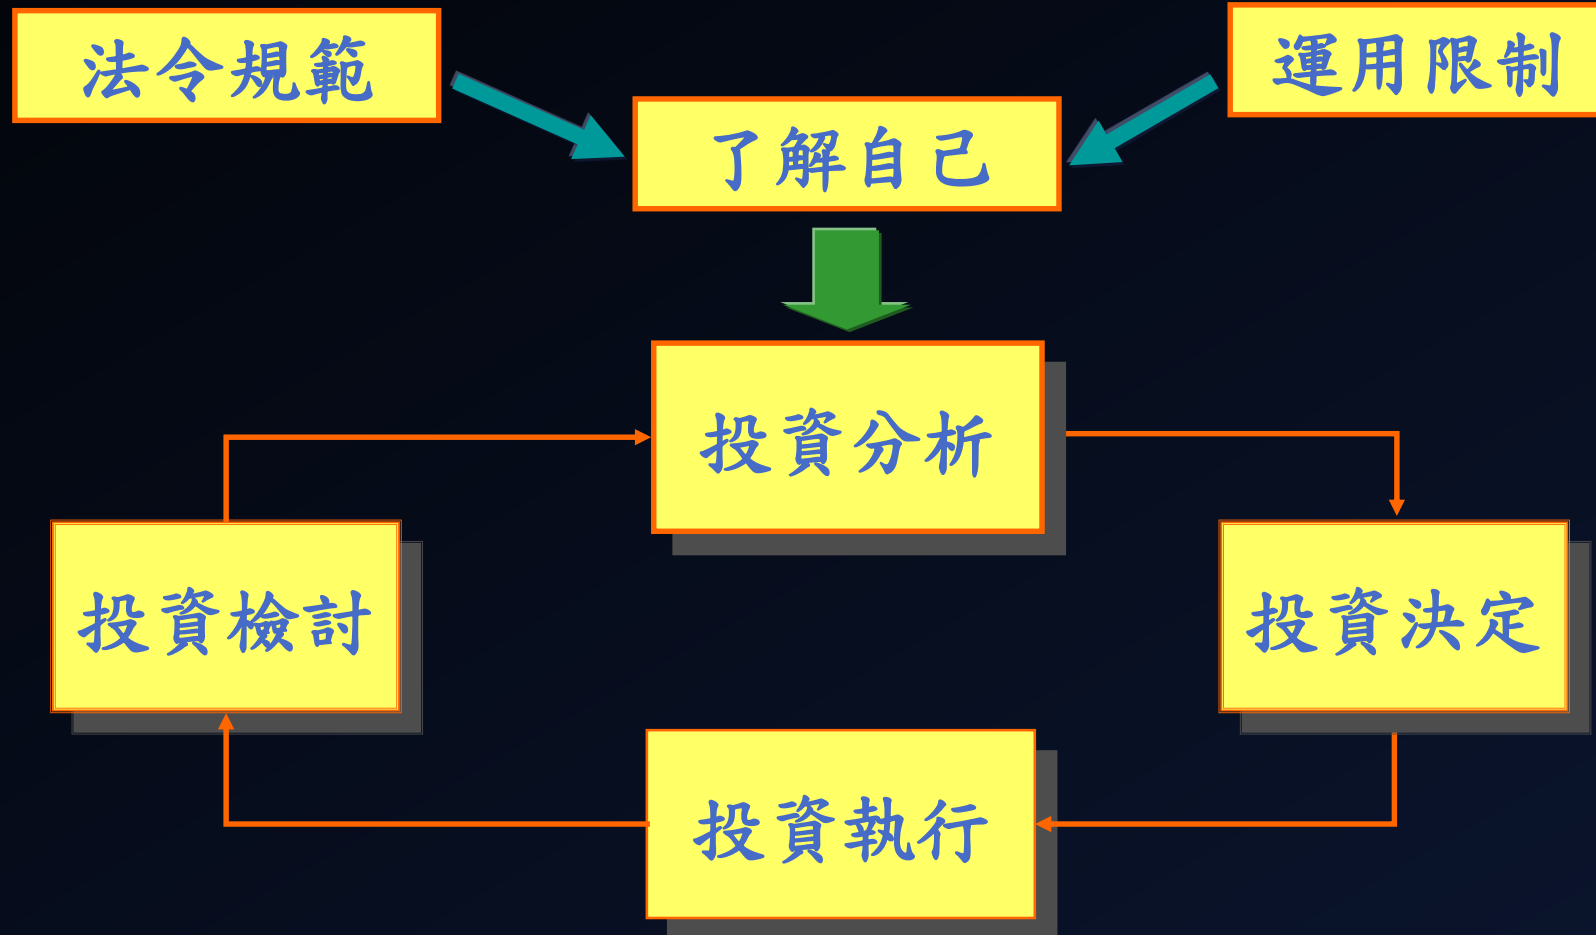 法令規範
運用限制
了解自己
投資分析
投資檢討
投資決定
投資執行